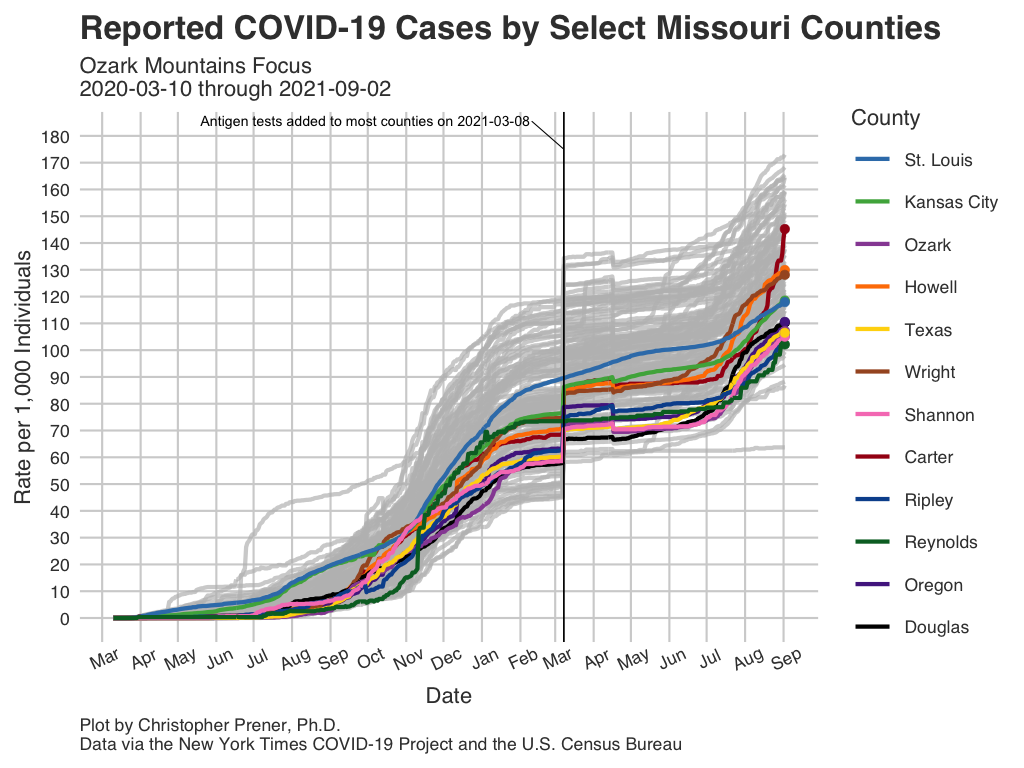 Reported COVID-19 Cases by Select Missouri Counties
Ozark Mountains Focus
2020-03-10 through 2021-09-02
Antigen tests added to most counties on 2021-03-08
County
St. Louis
Kansas City
Ozark
Howell
Texas
Wright
Shannon
Carter
Ripley
Reynolds
Oregon
Douglas
Rate per 1,000 Individuals
180
170
160
150
140
130
120
110
100
90
80
70
60
50
40
30
20
10
0
Mar Apr May Jun Jul Aug Sep Oct Nov Dec Jan Feb Mar Apr May Jun Jul Aug Sep
Date
Plot by Christopher Prener, Ph.D.
Data via the New York Times COVID-19 Project and the U.S. Census Bureau